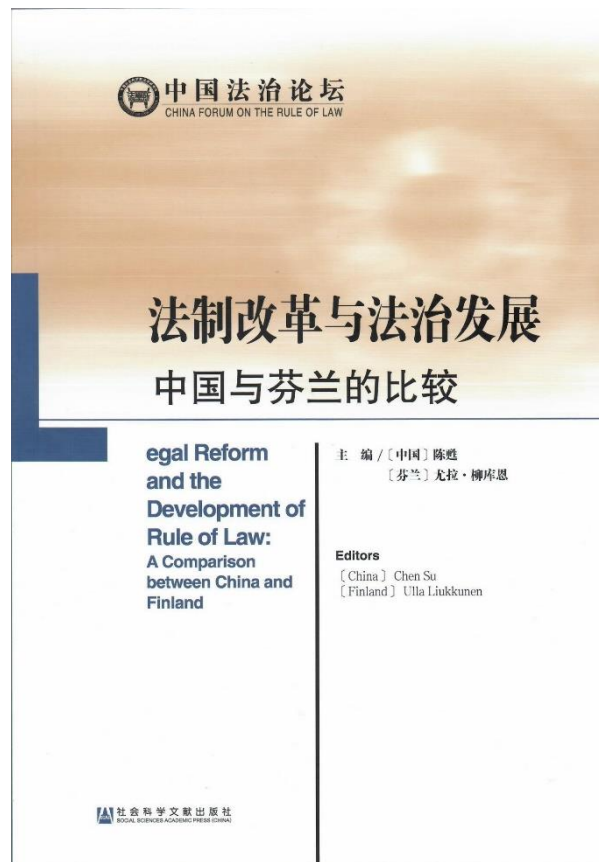 中国法治论坛
CHINA FORUM ON THE RULE OF LAW
法制改革与法治发展
中国与芬兰的比较
egal Reform
and the
Development of
Rule of Law:
A Comparison
between China and
Finland
主 编/〔中国〕陈甦
〔芬兰〕尤拉·柳库恩
Editors
〔China〕 Chen Su
〔Finland〕 Ulla Liukkunen
社会科学文献出版社
SOCIAL SCIENCES ACADEMIC PRESS (CHINA)